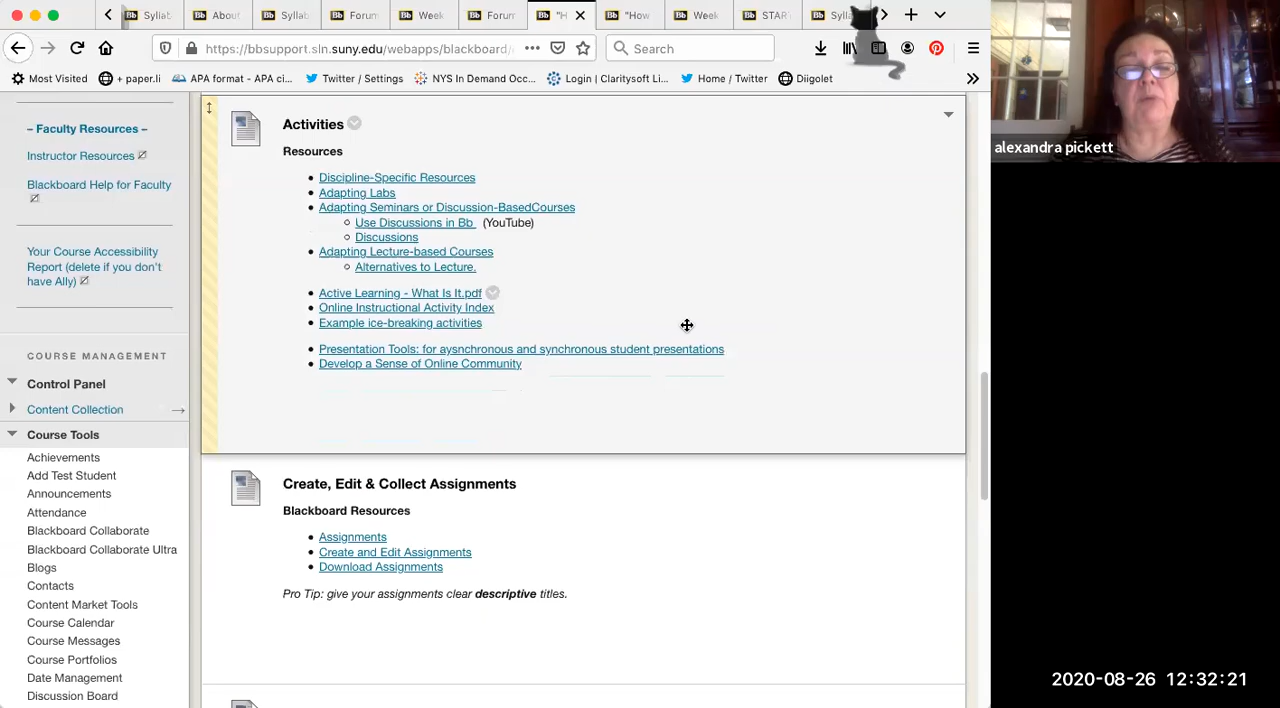 Syllab
About
Syllab
Forum
Week
Forum
"H
"How
Week
STAR
Sylla
https://bbsupport.sln.suny.edu/webapps/blackboard/
Search
Most Visited
+ paper.li
APA format - APA ci...
Twitter / Settings
NYS In Demand Occ...
Login | Claritysoft Li...
Home / Twitter
Diigolet
-- Faculty Resources --
Instructor Resources
Blackboard Help for Faculty
Your Course Accessibility
Report (delete if you don't
have Ally)
COURSE MANAGEMENT
Control Panel
Content Collection
Course Tools
Achievements
Add Test Student
Announcements
Attendance
Blackboard Collaborate
Blackboard Collaborate Ultra
Blogs
Contacts
Content Market Tools
Course Calendar
Course Messages
Course Portfolios
Date Management
Discussion Board
Activities
Resources
Discipline-Specific Resources
Adapting Labs
Adapting Seminars or Discussion-BasedCourses
Use Discussions in Bb (YouTube)
Discussions
Adapting Lecture-based Courses
Alternatives to Lecture.
Active Learning - What Is It.pdf
Online Instructional Activity Index
Example ice-breaking activities
Presentation Tools: for aysnchronous and synchronous student presentations
Develop a Sense of Online Community
Create, Edit & Collect Assignments
Blackboard Resources
Assignments
Create and Edit Assignments
Download Assignments
Pro Tip: give your assignments clear descriptive titles.
alexandra pickett
2020-08-26 12:32:21